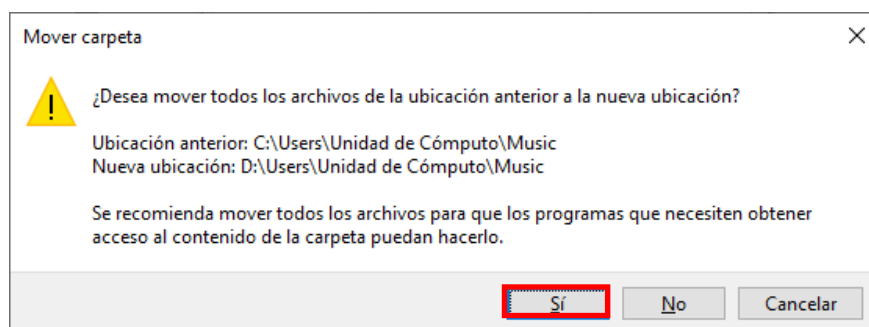 Mover carpeta
¿Desea mover todos los archivos de la ubicación anterior a la nueva ubicación?
Ubicación anterior: C:\Users\Unidad de Cómputo\Music
Nueva ubicación: D:\Users\Unidad de Cómputo\Music
Se recomienda mover todos los archivos para que los programas que necesiten obtener
acceso al contenido de la carpeta puedan hacerlo.
Sí No Cancelar